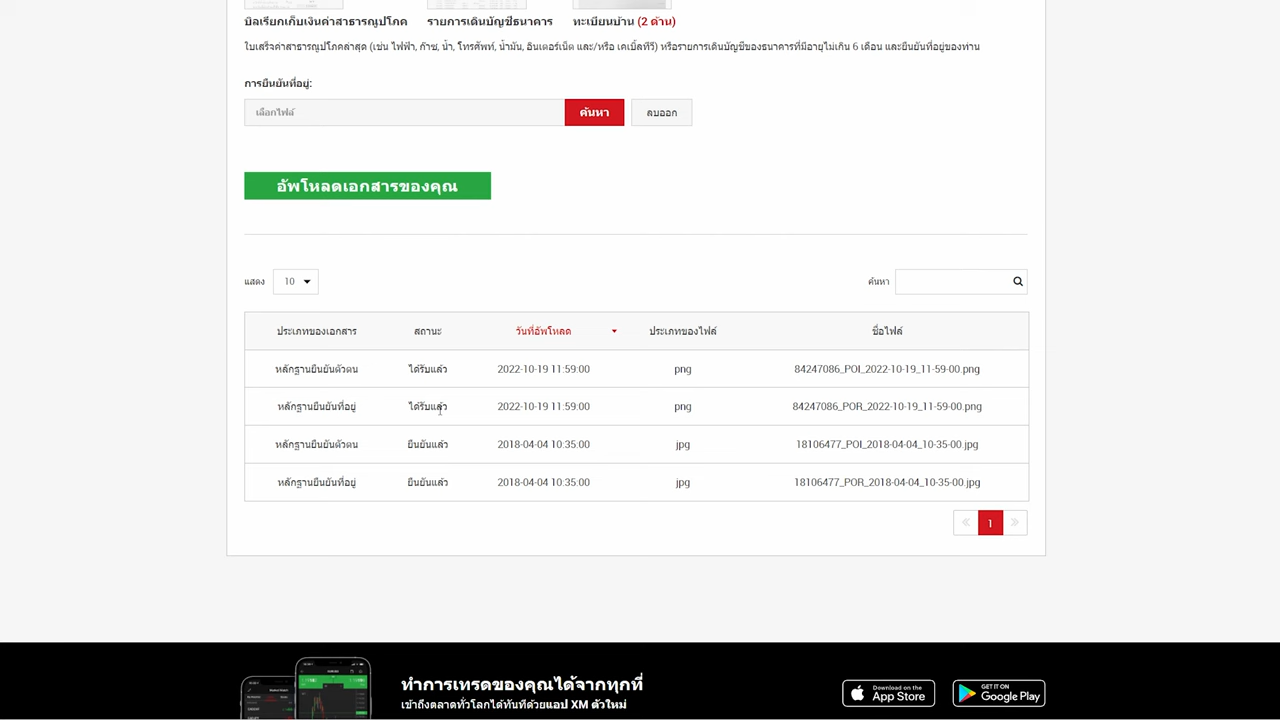 บิลเรียกเก็บเงินค่าสาธารณูปโภค รายการเดินบัญชีธนาคาร ทะเบียนบ้าน (2 ด้าน)
ใบเสร็จค่าสาธารณูปโภคล่าสุด (เช่น ไฟฟ้า, ก๊าซ, น้ำ, โทรศัพท์, น้ำมัน, อินเตอร์เน็ต และ/หรือ เคเบิ้ลทีวี) หรือรายการเดินบัญชีของธนาคารที่มีอายุไม่เกิน 6 เดือน และยืนยันที่อยู่ของท่าน
การยืนยันที่อยู่:
เลือกไฟล์ ค้นหา ลบออก
อัพโหลดเอกสารของคุณ
แสดง 10 ค้นหา
ประเภทของเอกสาร สถานะ วันที่อัพโหลด ประเภทของไฟล์ ชื่อไฟล์
หลักฐานยืนยันตัวตน ได้รับแล้ว 2022-10-19 11:59:00 png 84247086_POI_2022-10-19_11-59-00.png
หลักฐานยืนยันที่อยู่ ได้รับแล้ว 2022-10-19 11:59:00 png 84247086_POR_2022-10-19_11-59-00.png
หลักฐานยืนยันตัวตน ยืนยันแล้ว 2018-04-04 10:35:00 jpg 18106477_POI_2018-04-04_10-35-00.jpg
หลักฐานยืนยันที่อยู่ ยืนยันแล้ว 2018-04-04 10:35:00 jpg 18106477_POR_2018-04-04_10-35-00.jpg
« 1 »
ทำการเทรดของคุณได้จากทุกที่
เข้าถึงตลาดทั่วโลกได้ทันทีด้วยแอป XM ตัวใหม่
Download on the App Store
GET IT ON Google Play